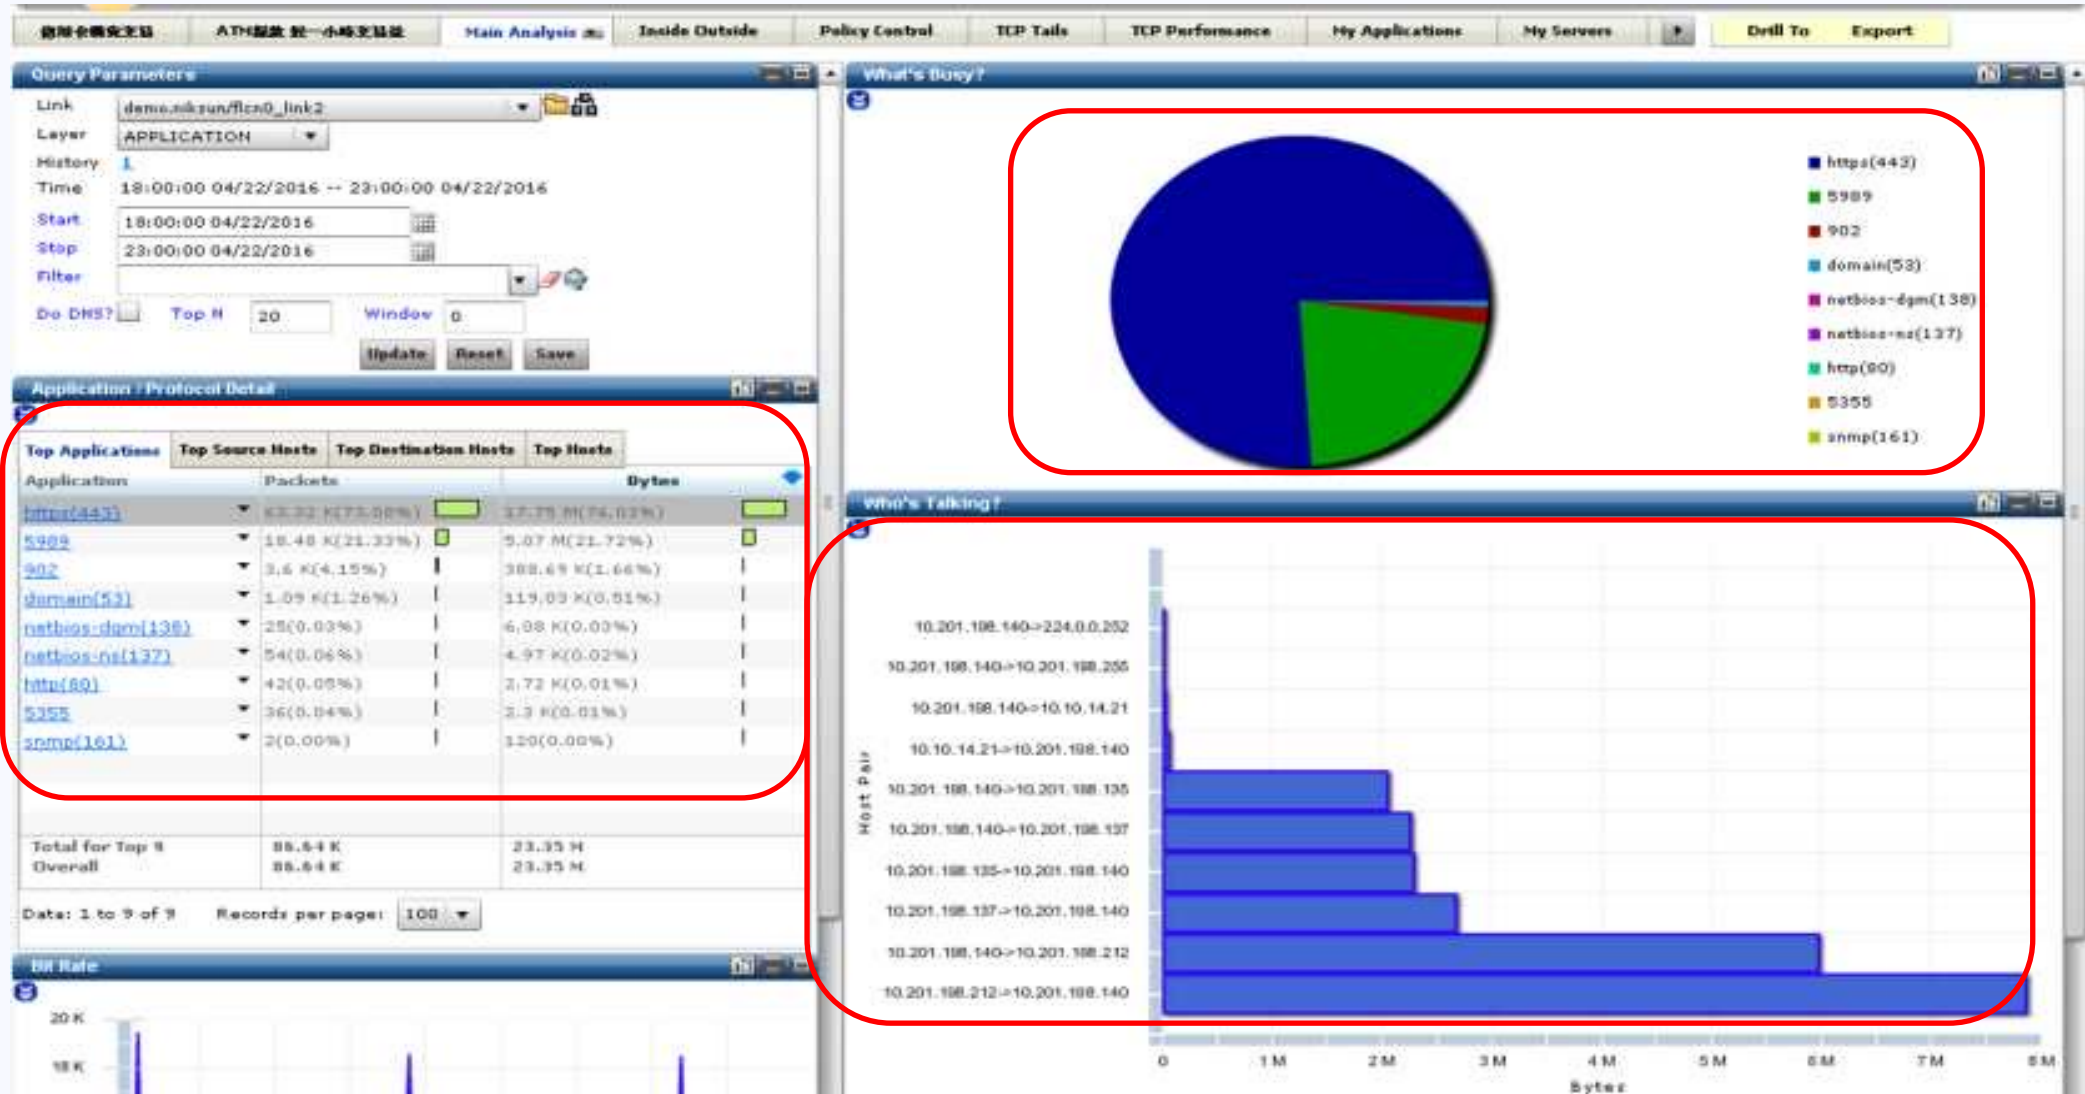 Main Analysis
Inside Outside
Policy Control
TCP Tails
TCP Performance
My Applications
My Servers
Drill To
Export
Query Parameters
Link demo.niksun/flcn0_link2
Layer APPLICATION
History 1
Time 18:00:00 04/22/2016 -- 23:00:00 04/22/2016
Start 18:00:00 04/22/2016
Stop 23:00:00 04/22/2016
Filter
Do DNS? Top N 20 Window 0
Update Reset Save
Application / Protocol Detail
Top Applications Top Source Hosts Top Destination Hosts Top Hosts
Application Packets Bytes
https(443) 63.32 K(73.08%) 17.75 M(76.03%)
5989 18.48 K(21.33%) 5.07 M(21.72%)
902 3.6 K(4.15%) 388.69 K(1.66%)
domain(53) 1.09 K(1.26%) 119.03 K(0.51%)
netbios-dgm(138) 25(0.03%) 6.08 K(0.03%)
netbios-ns(137) 54(0.06%) 4.97 K(0.02%)
http(80) 42(0.05%) 2.72 K(0.01%)
5355 36(0.04%) 2.3 K(0.01%)
snmp(161) 2(0.00%) 120(0.00%)
Total for Top 9 86.64 K 23.35 M
Overall 86.64 K 23.35 M
Data: 1 to 9 of 9 Records per page: 100
Bit Rate
20 K
18 K
What's Busy?
https(443)
5989
902
domain(53)
netbios-dgm(138)
netbios-ns(137)
http(80)
5355
snmp(161)
Who's Talking?
Host Pair
10.201.198.140->224.0.0.252
10.201.198.140->10.201.198.255
10.201.198.140->10.10.14.21
10.10.14.21->10.201.198.140
10.201.198.140->10.201.198.135
10.201.198.140->10.201.198.137
10.201.198.135->10.201.198.140
10.201.198.137->10.201.198.140
10.201.198.140->10.201.198.212
10.201.198.212->10.201.198.140
0 1 M 2 M 3 M 4 M 5 M 6 M 7 M 8 M
Bytes